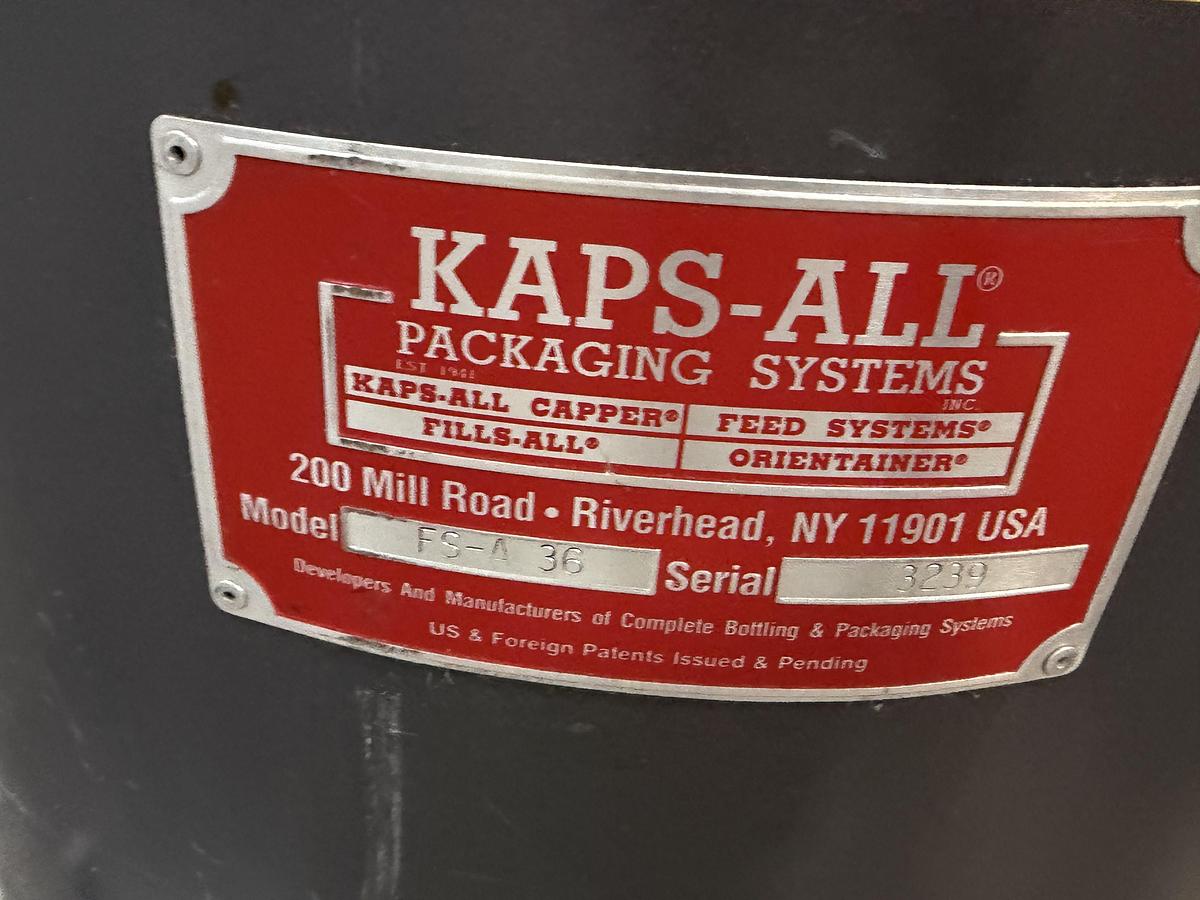 KAPS-ALL®
PACKAGING SYSTEMS
INC.
KAPS-ALL CAPPER® FEED SYSTEMS®
FILLS-ALL® ORIENTAINER®
200 Mill Road • Riverhead, NY 11901 USA
Model FS-A 36 Serial 3239
Developers And Manufacturers of Complete Bottling & Packaging Systems
US & Foreign Patents Issued & Pending